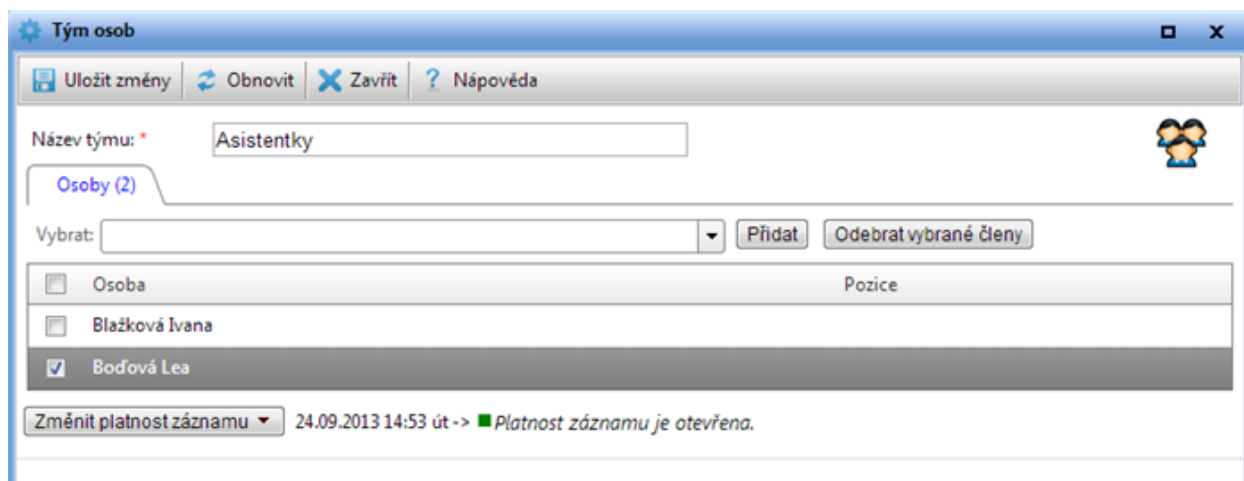 Tým osob
Uložit změny Obnovit Zavřít Nápověda
Název týmu: * Asistentky
Osoby (2)
Vybrat: Přidat Odebrat vybrané členy
Osoba Pozice
Blažková Ivana
Boďová Lea
Změnit platnost záznamu 24.09.2013 14:53 út -> Platnost záznamu je otevřena.